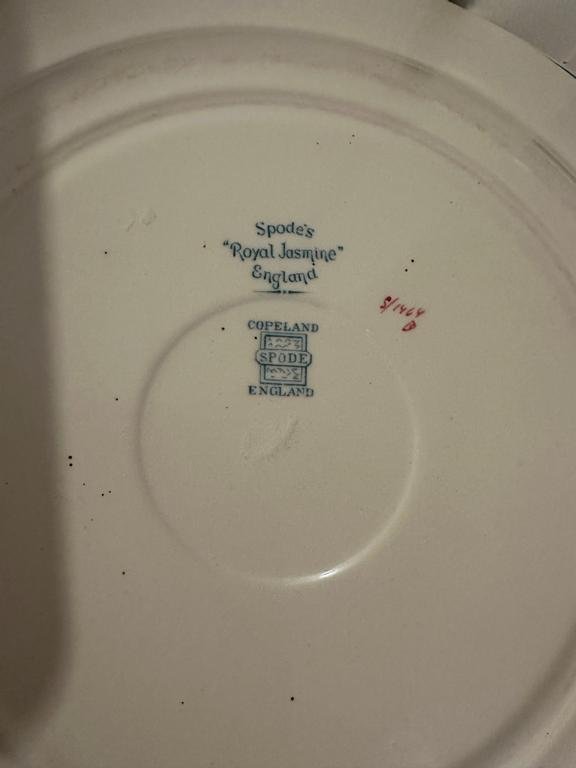 Spode's
"Royal Jasmine"
England
COPELAND
SPODE
ENGLAND
S/1464